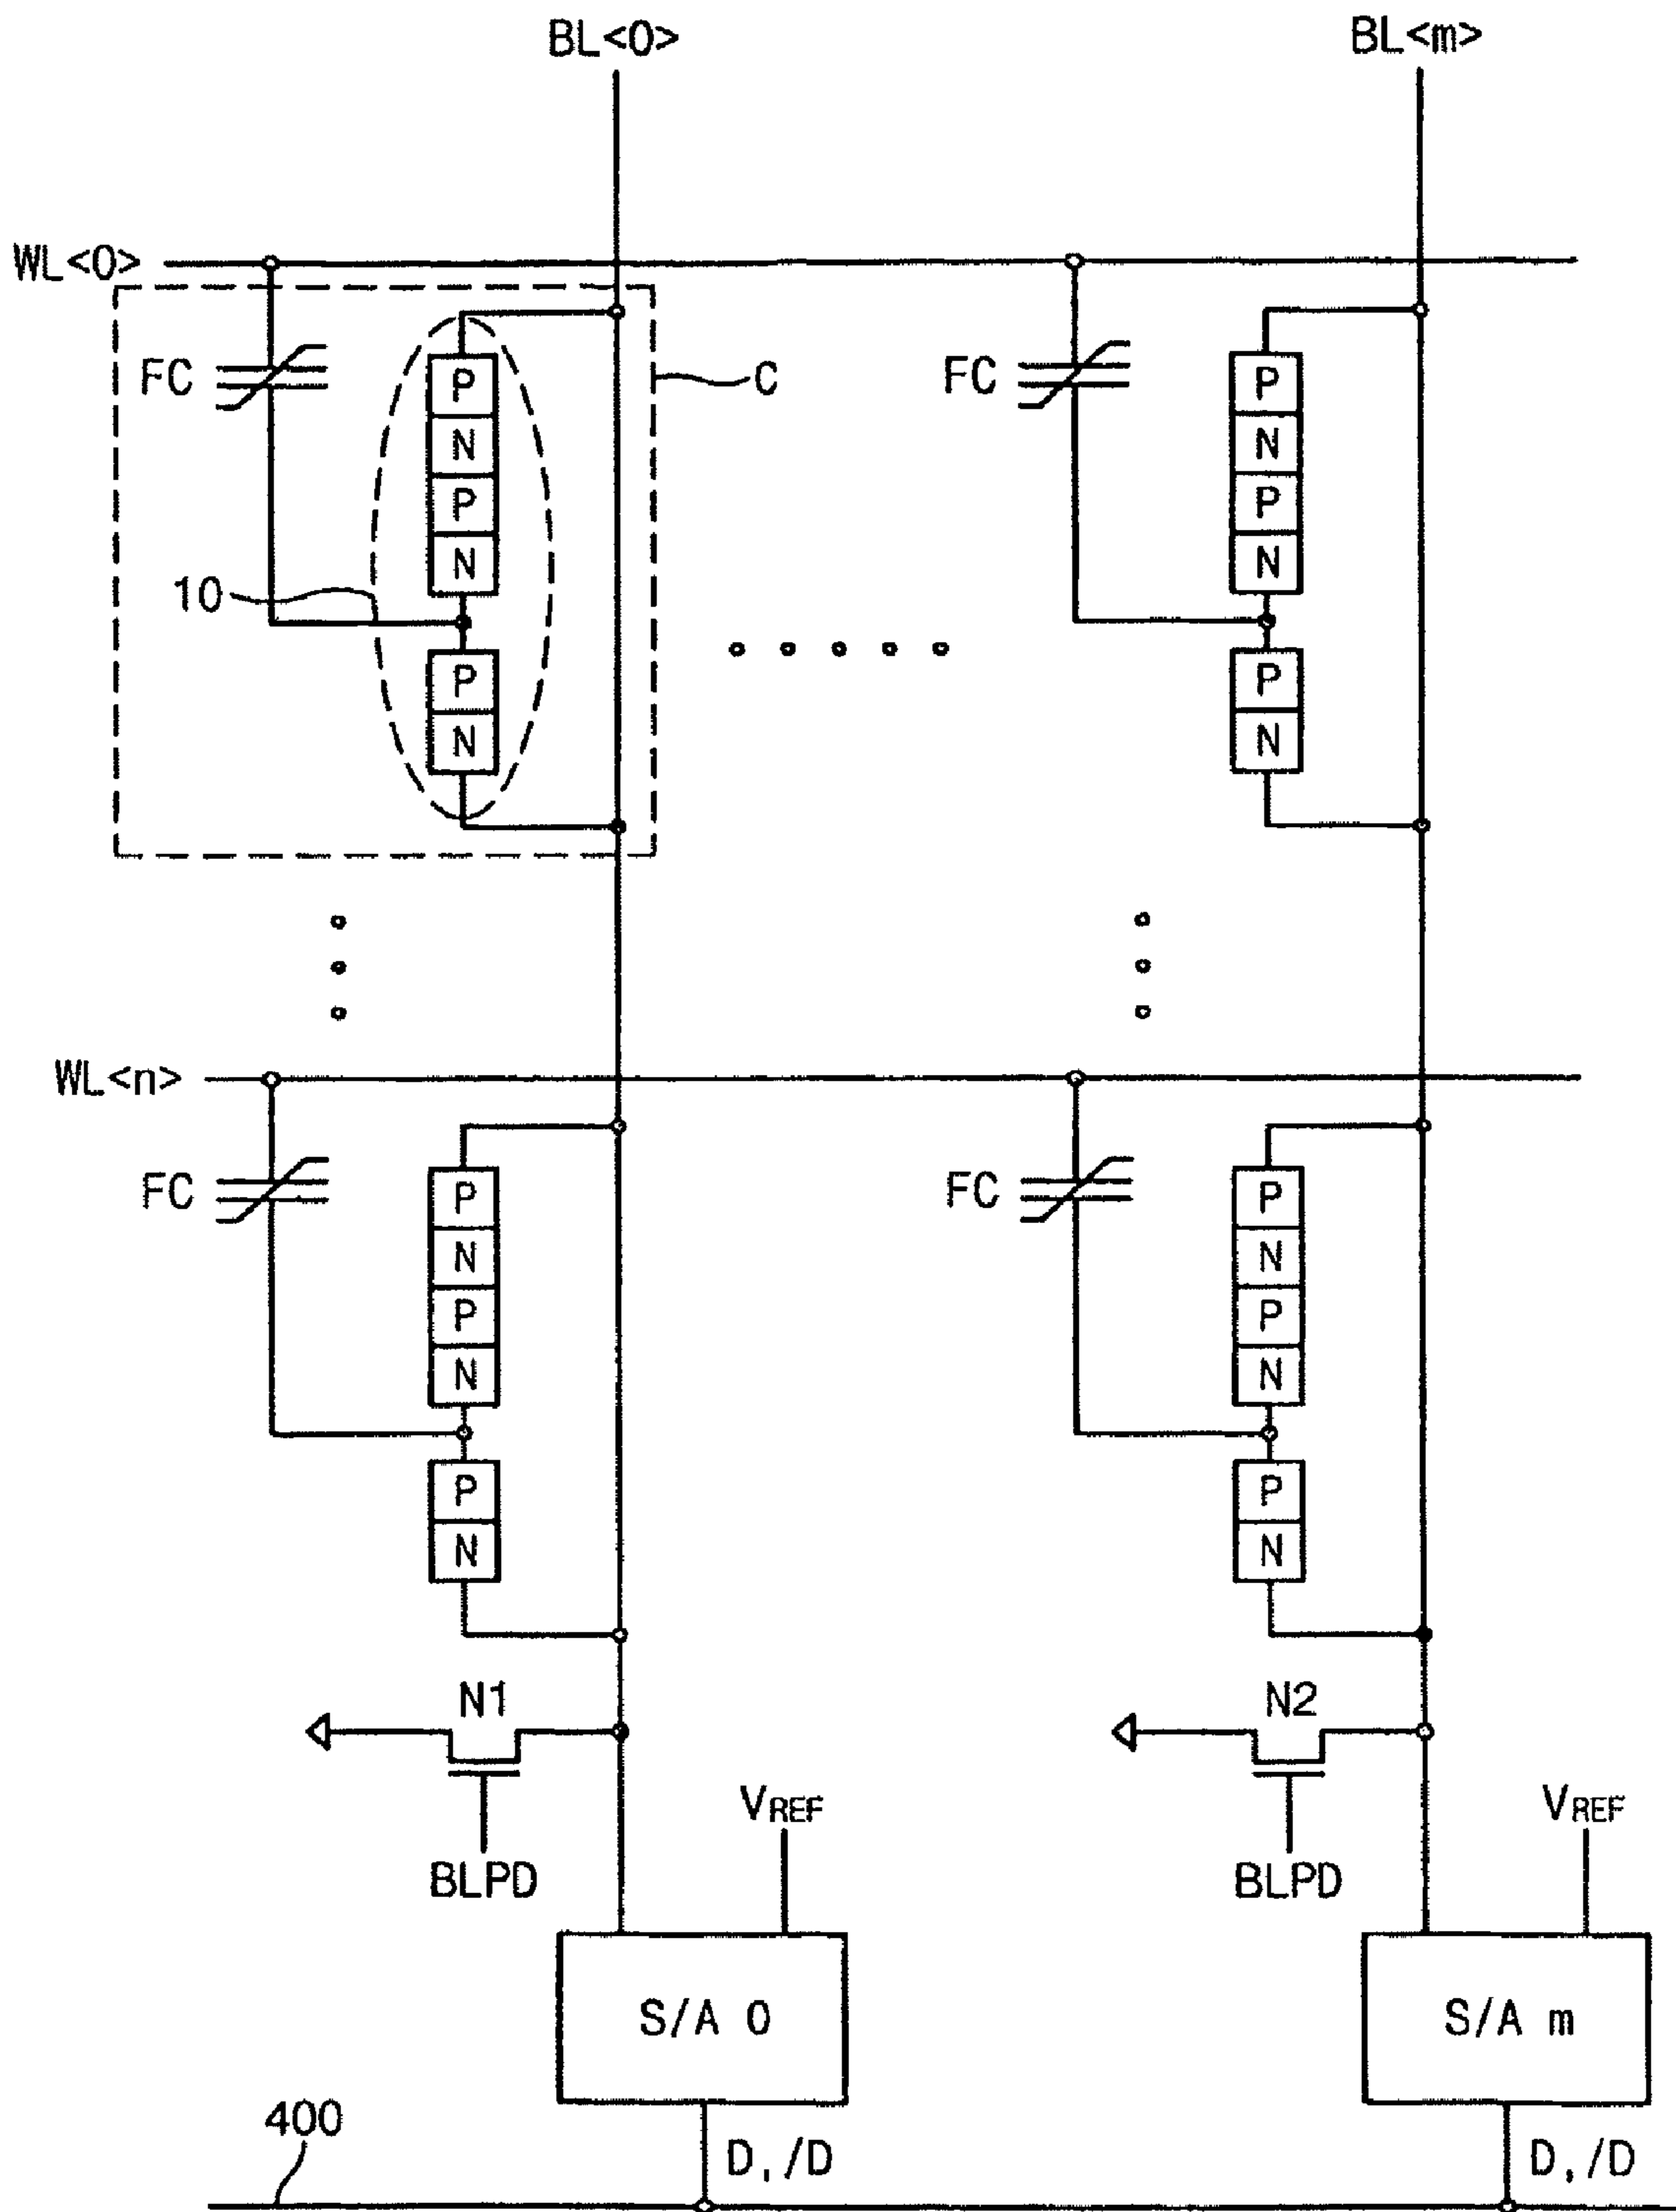 BL<0> BL<m>
WL<0>
FC P C FC P
N N
P P
N N
10
P P
N N
WL<n>
FC P FC P
N N
P P
N N
P P
N N
N1 N2
VREF VREF
BLPD BLPD
S/A 0 S/A m
400
D,/D D,/D